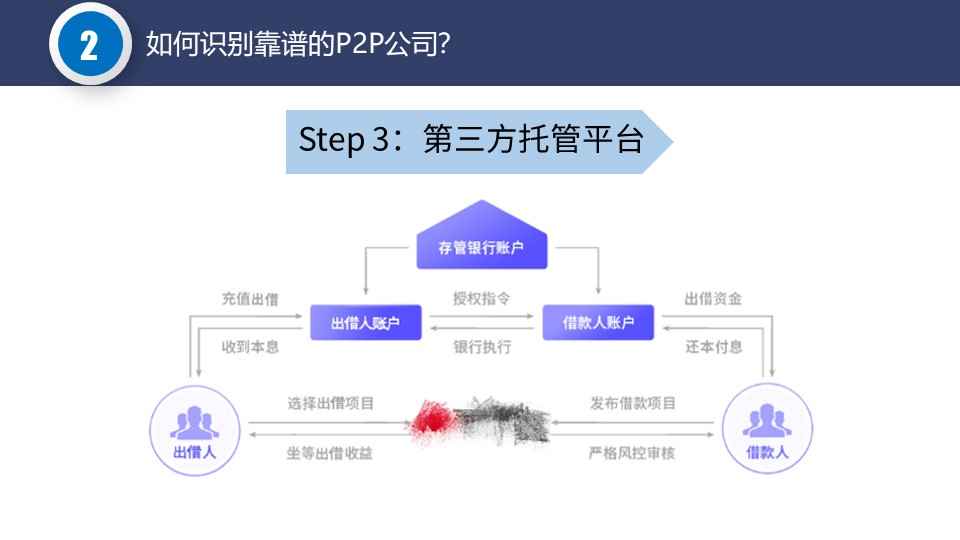 2
如何识别靠谱的P2P公司?
Step 3：第三方托管平台
存管银行账户
充值出借
授权指令
出借资金
出借人账户
借款人账户
收到本息
银行执行
还本付息
选择出借项目
发布借款项目
出借人
借款人
坐等出借收益
严格风控审核